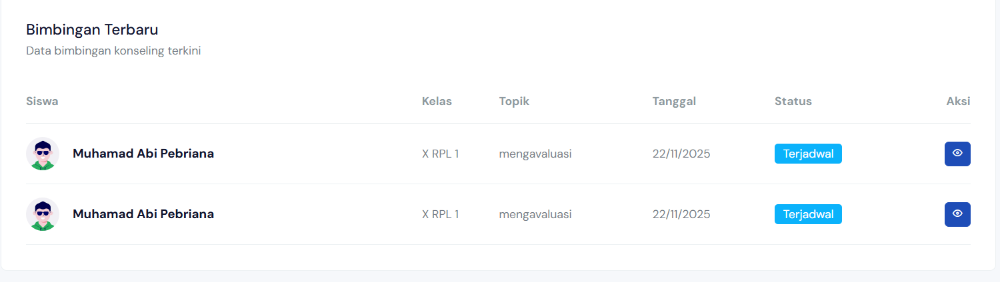 Bimbingan Terbaru
Data bimbingan konseling terkini
Siswa Kelas Topik Tanggal Status Aksi
Muhamad Abi Pebriana X RPL 1 mengavaluasi 22/11/2025 Terjadwal
Muhamad Abi Pebriana X RPL 1 mengavaluasi 22/11/2025 Terjadwal